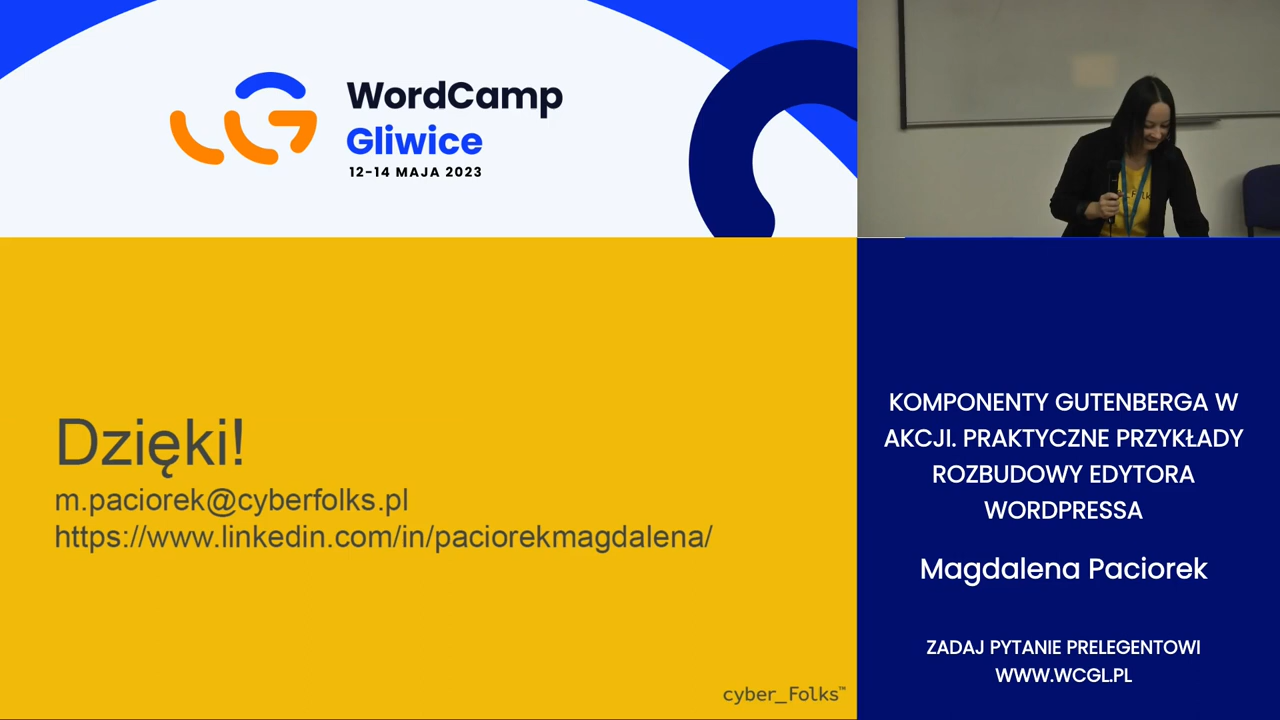 WordCamp
Gliwice
12-14 MAJA 2023
Dzięki!
m.paciorek@cyberfolks.pl
https://www.linkedin.com/in/paciorekmagdalena/
cyber_Folks™
KOMPONENTY GUTENBERGA W
AKCJI. PRAKTYCZNE PRZYKŁADY
ROZBUDOWY EDYTORA
WORDPRESSA
Magdalena Paciorek
ZADAJ PYTANIE PRELEGENTOWI
WWW.WCGL.PL